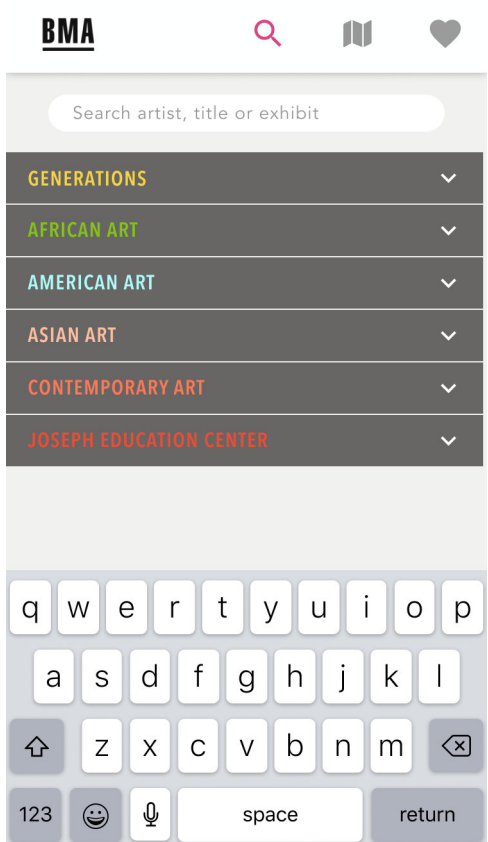 BMA
Search artist, title or exhibit
GENERATIONS
AFRICAN ART
AMERICAN ART
ASIAN ART
CONTEMPORARY ART
JOSEPH EDUCATION CENTER
q w e r t y u i o p
a s d f g h j k l
z x c v b n m
123 space return